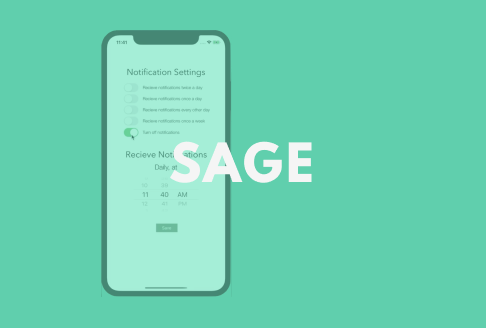 11:41
Notification Settings
Recieve notifications twice a day
Recieve notifications once a day
Recieve notifications every other day
Recieve notifications once a week
Turn off notifications
Recieve Notifications
Daily, at
SAGE
11 40 AM
12 41 PM
Save